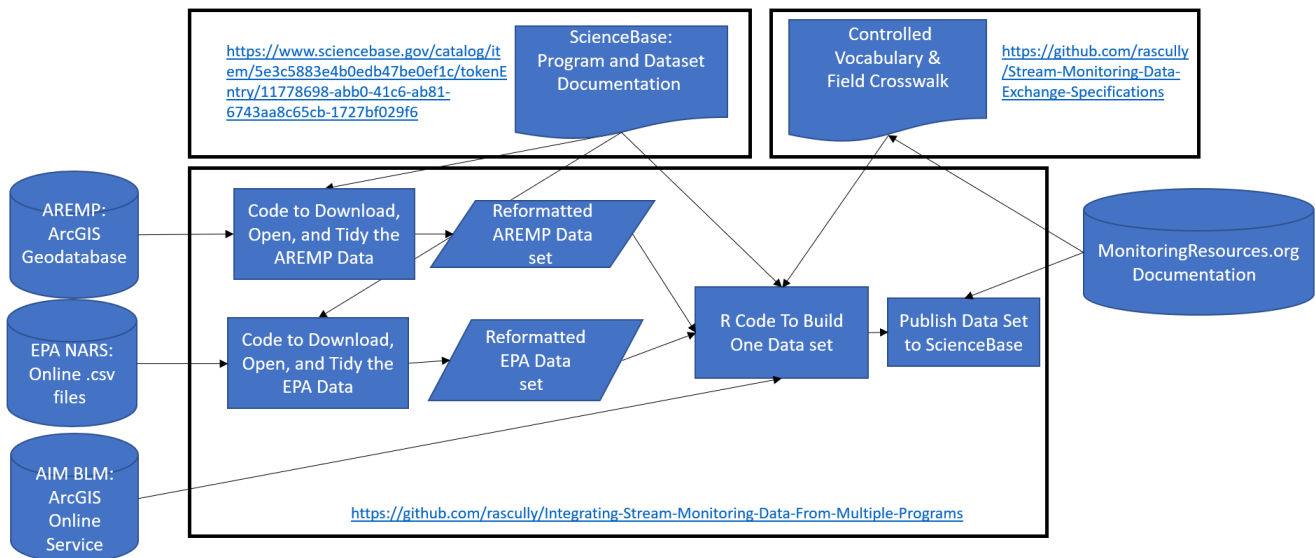 https://www.sciencebase.gov/catalog/it
em/5e3c5883e4b0edb47be0ef1c/tokenE
ntry/11778698-abb0-41c6-ab81-
6743aa8c65cb-1727bf029f6
ScienceBase:
Program and Dataset
Documentation
Controlled
Vocabulary &
Field Crosswalk
https://github.com/rascully
/Stream-Monitoring-Data-
Exchange-Specifications
AREMP:
ArcGIS
Geodatabase
Code to Download,
Open, and Tidy the
AREMP Data
Reformatted
AREMP Data
set
MonitoringResources.org
Documentation
EPA NARS:
Online .csv
files
Code to Download,
Open, and Tidy the
EPA Data
Reformatted
EPA Data
set
R Code To Build
One Data set
Publish Data Set
to ScienceBase
AIM BLM:
ArcGIS
Online
Service
https://github.com/rascully/Integrating-Stream-Monitoring-Data-From-Multiple-Programs